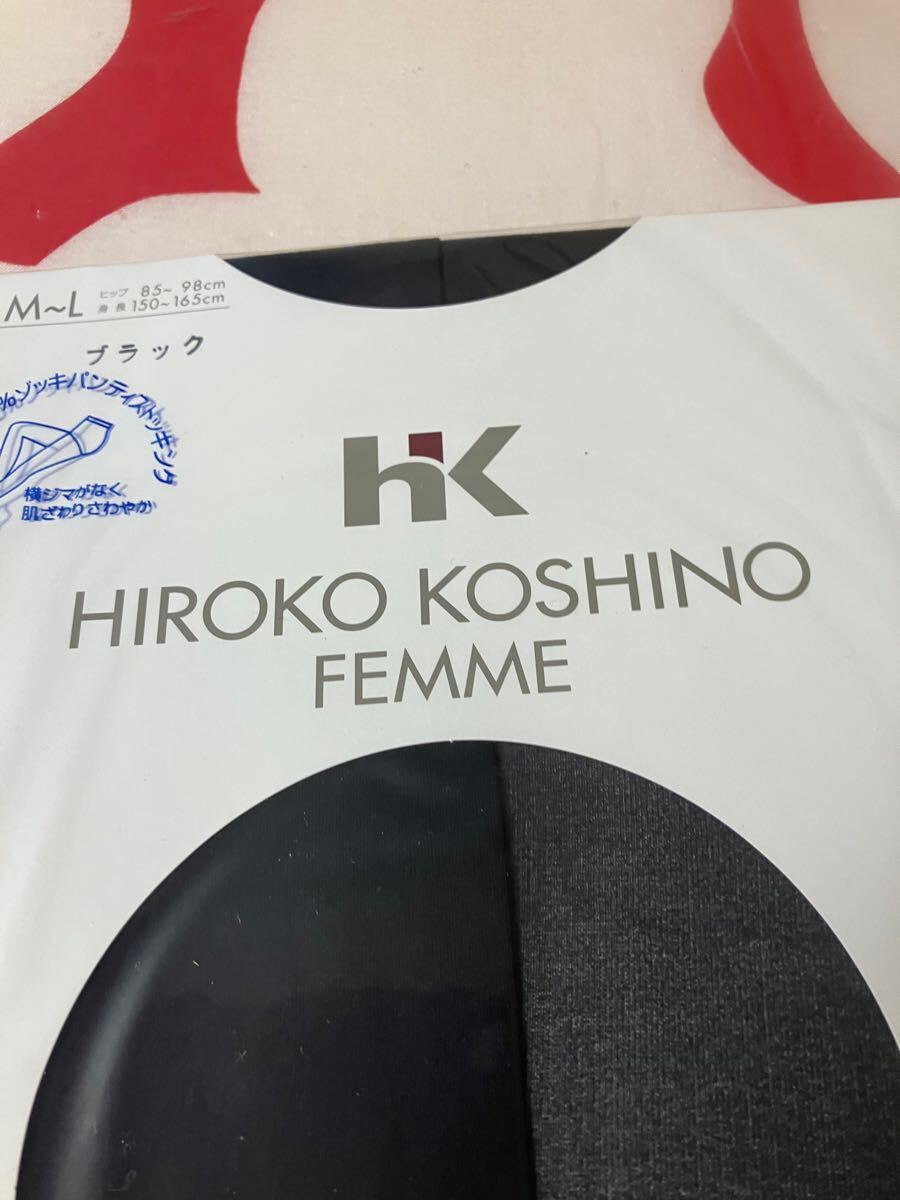 M~L
ヒップ 85~98cm
身長 150~165cm
ブラック
%ゾッキパンティストッキング
横ジマがなく
肌ざわりさわやか
hK
HIROKO KOSHINO
FEMME